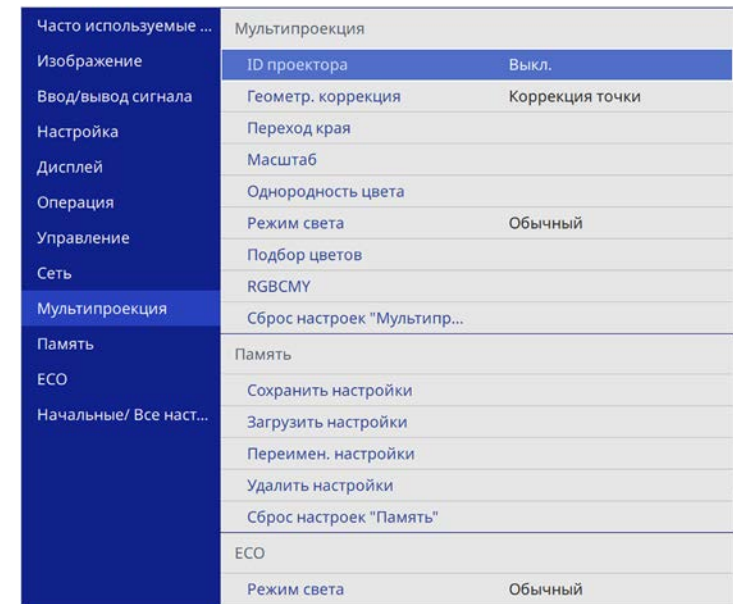 Часто используемые ...
Изображение
Ввод/вывод сигнала
Настройка
Дисплей
Операция
Управление
Сеть
Мультипроекция
Память
ECO
Начальные/ Все наст...
Мультипроекция
ID проектора Выкл.
Геометр. коррекция Коррекция точки
Переход края
Масштаб
Однородность цвета
Режим света Обычный
Подбор цветов
RGBCMY
Сброс настроек "Мультипр...
Память
Сохранить настройки
Загрузить настройки
Переимен. настройки
Удалить настройки
Сброс настроек "Память"
ECO
Режим света Обычный